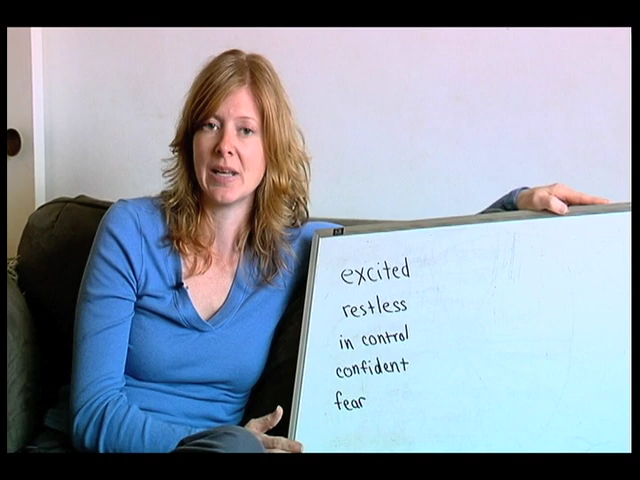 excited
restless
in control
confident
fear